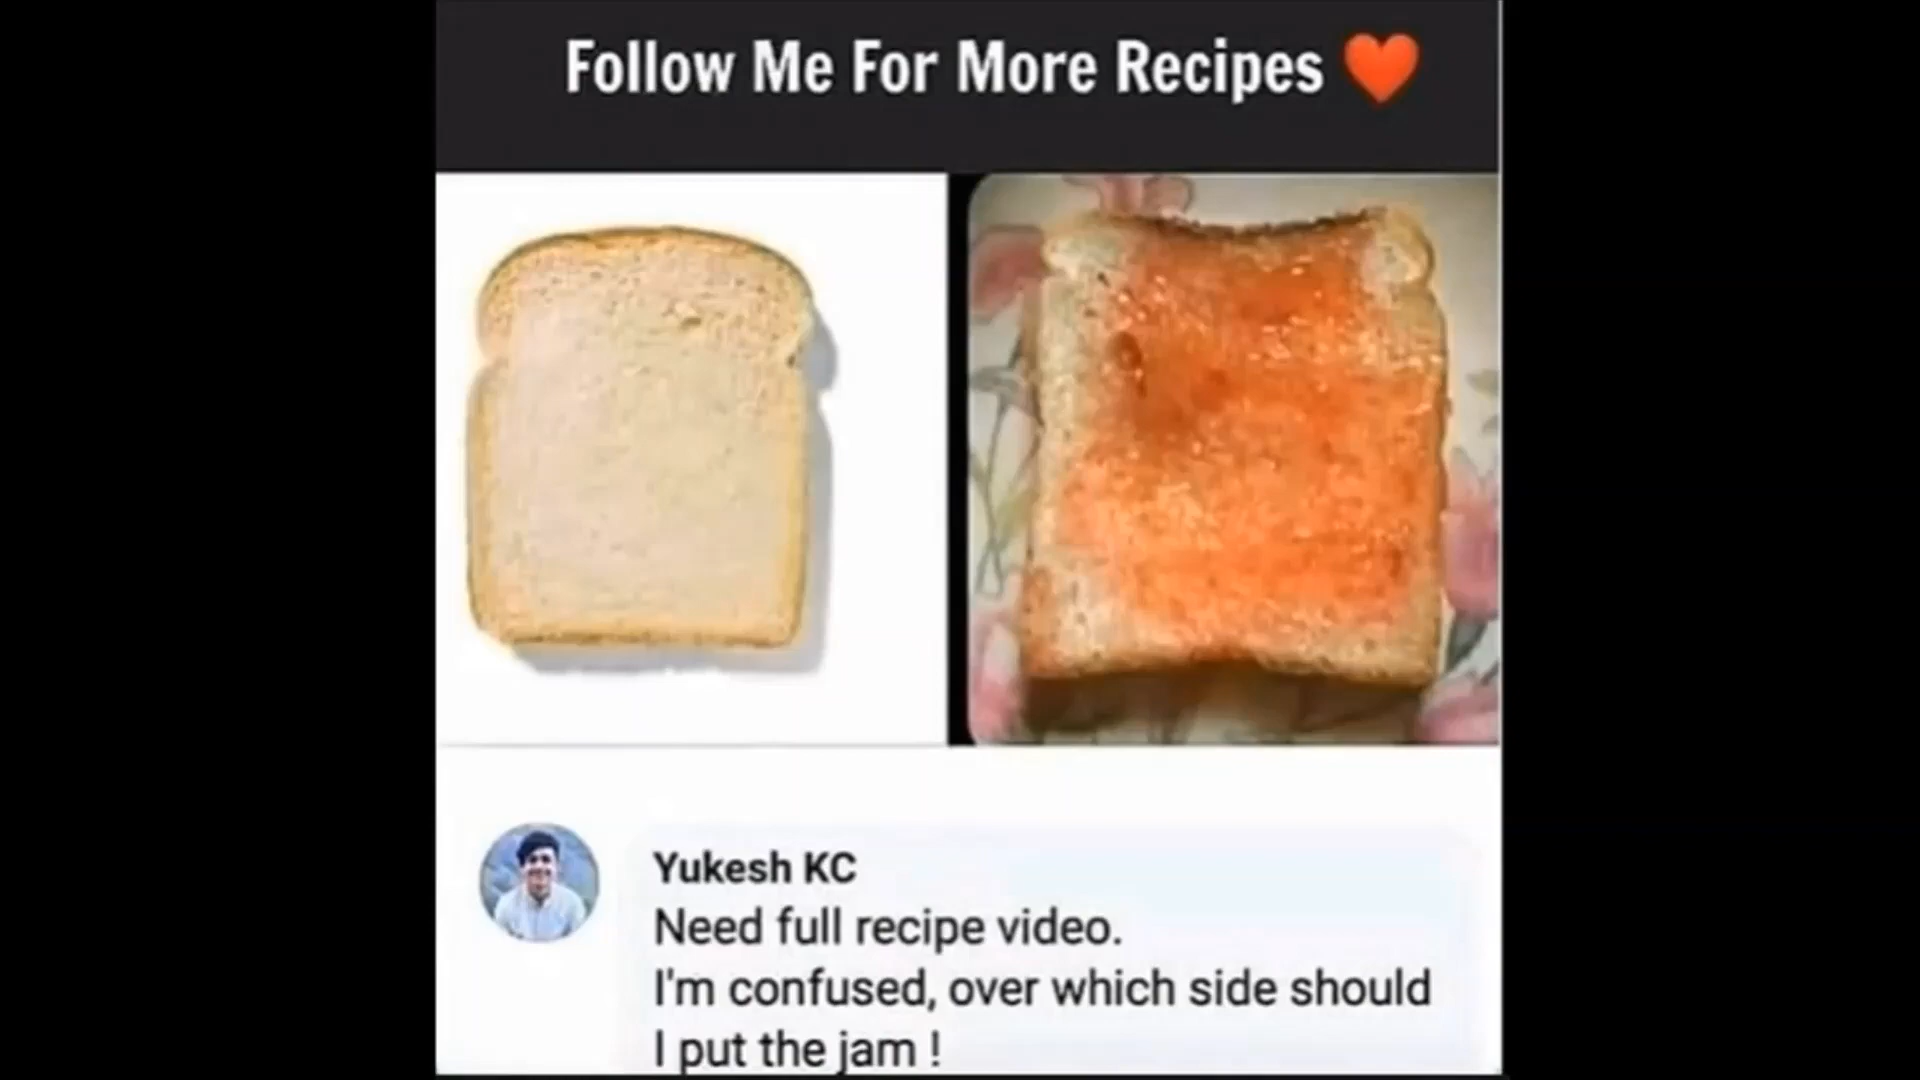 Follow Me For More Recipes ❤️
Yukesh KC
Need full recipe video.
I'm confused, over which side should
I put the jam !